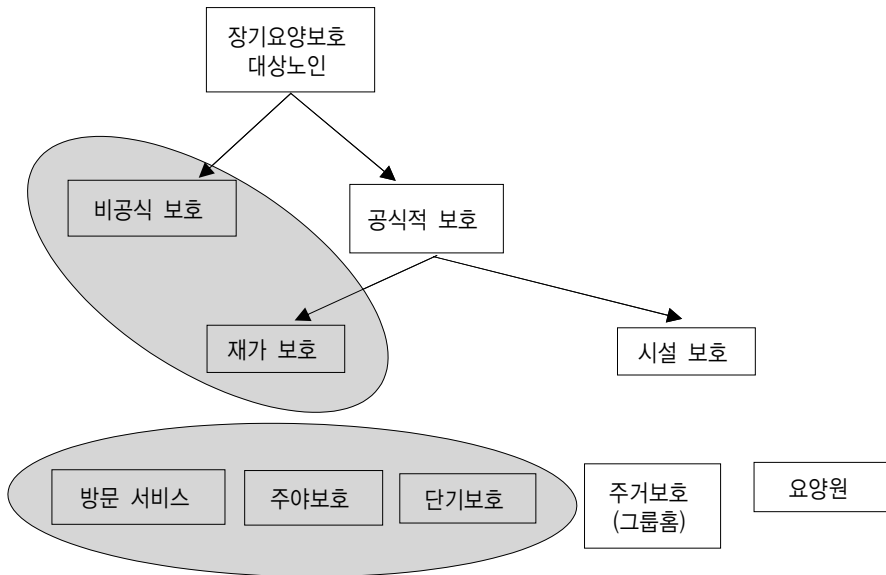 장기요양보호
대상노인
비공식 보호
공식적 보호
재가 보호
시설 보호
방문 서비스
주야보호
단기보호
주거보호
(그룹홈)
요양원